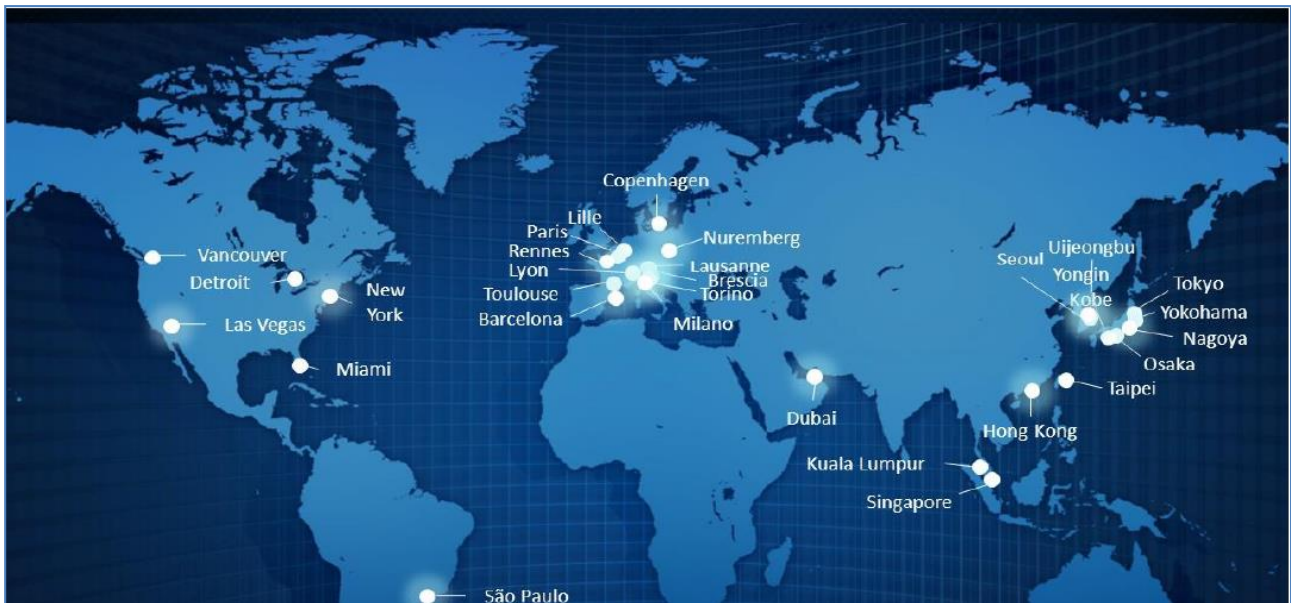 Copenhagen
Lille
Paris
Nuremberg
Rennes
Lyon
Lausanne
Brescia
Toulouse
Torino
Barcelona
Milano
Vancouver
Detroit
New
York
Las Vegas
Miami
São Paulo
Uijeongbu
Seoul
Yongin
Tokyo
Kobe
Yokohama
Nagoya
Osaka
Taipei
Dubai
Hong Kong
Kuala Lumpur
Singapore